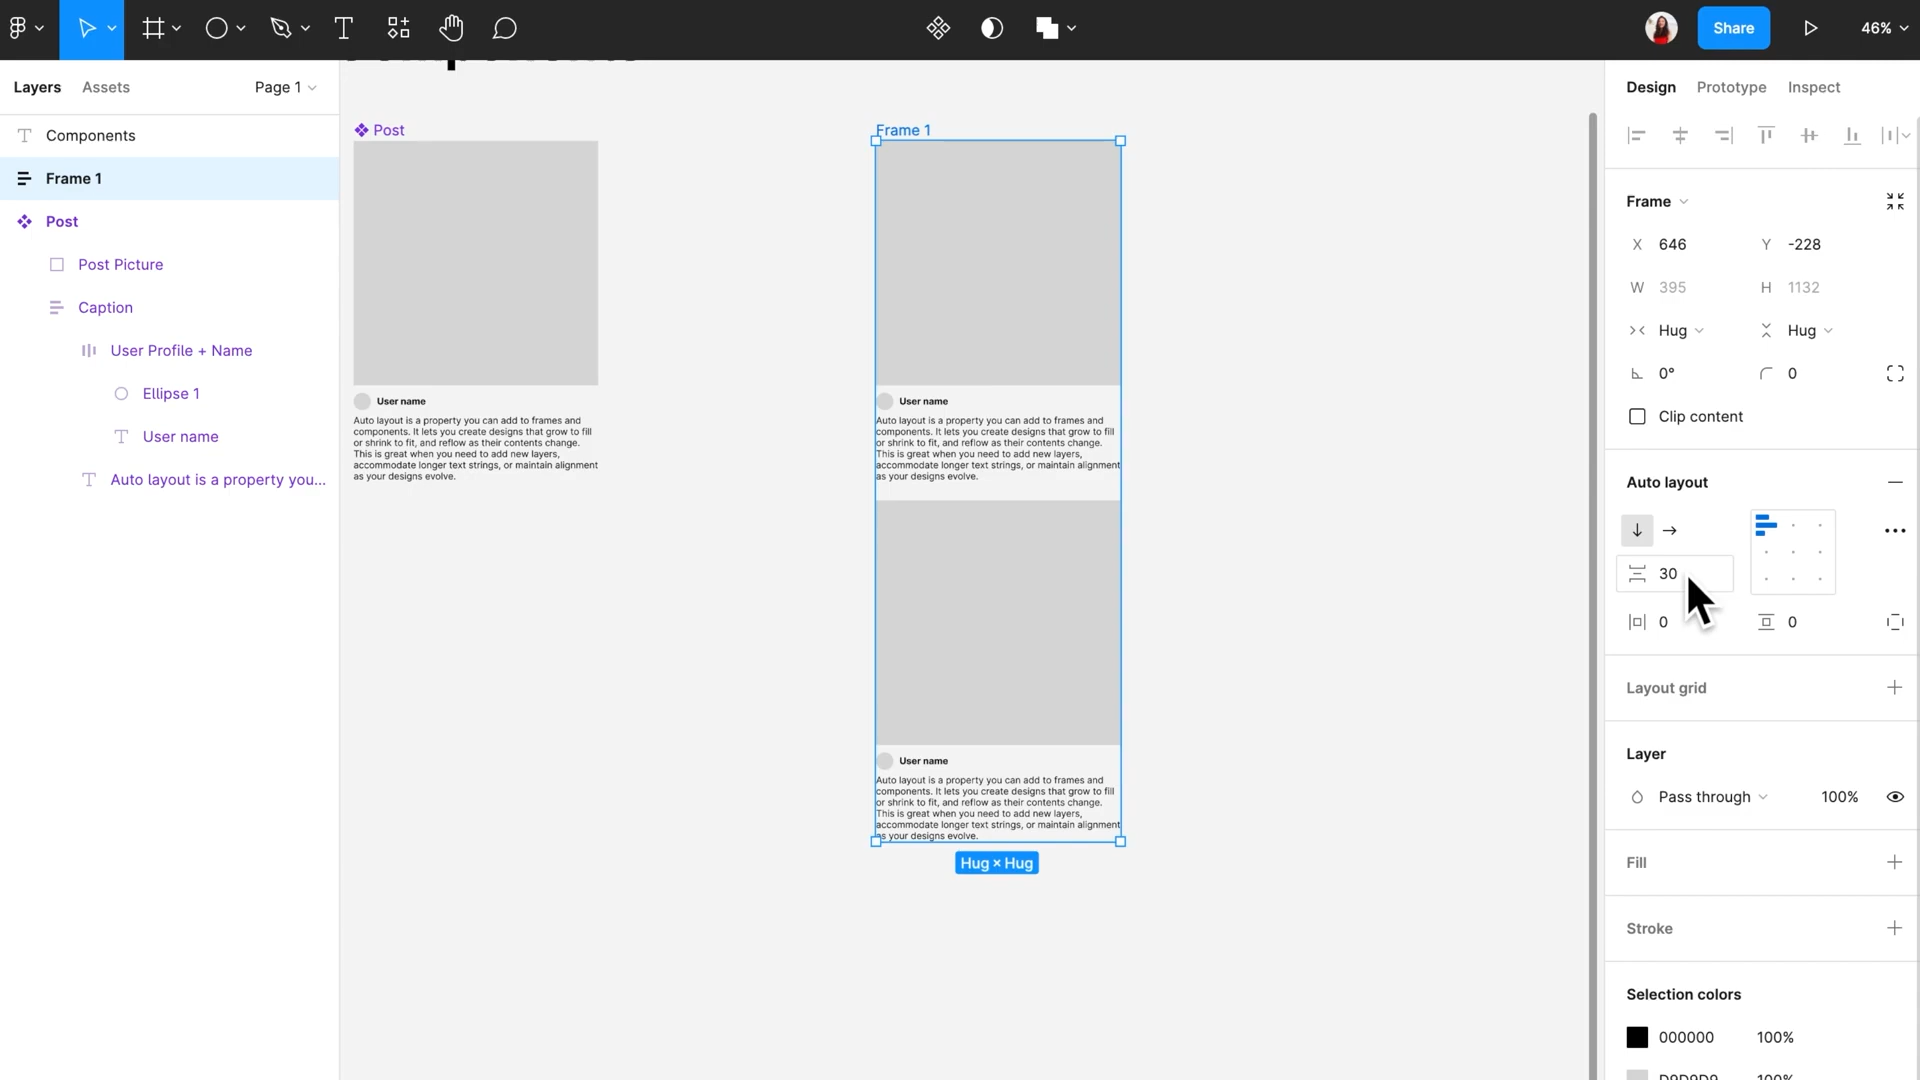 Share
46%
Layers
Assets
Page 1
Components
Frame 1
Post
Post Picture
Caption
User Profile + Name
Ellipse 1
User name
Auto layout is a property you...
Post
User name
Auto layout is a property you can add to frames and
components. It lets you create designs that grow to fill
or shrink to fit, and reflow as their contents change.
This is great when you need to add new layers,
accommodate longer text strings, or maintain alignment
as your designs evolve.
Frame 1
User name
Auto layout is a property you can add to frames and
components. It lets you create designs that grow to fill
or shrink to fit, and reflow as their contents change.
This is great when you need to add new layers,
accommodate longer text strings, or maintain alignment
as your designs evolve.
User name
Auto layout is a property you can add to frames and
components. It lets you create designs that grow to fill
or shrink to fit, and reflow as their contents change.
This is great when you need to add new layers,
accommodate longer text strings, or maintain alignment
as your designs evolve.
Hug × Hug
Design
Prototype
Inspect
Frame
X 646 Y -228
W 395 H 1132
Hug Hug
0° 0
Clip content
Auto layout
30
0 0
Layout grid
Layer
Pass through 100%
Fill
Stroke
Selection colors
000000 100%
D9D9D9 100%